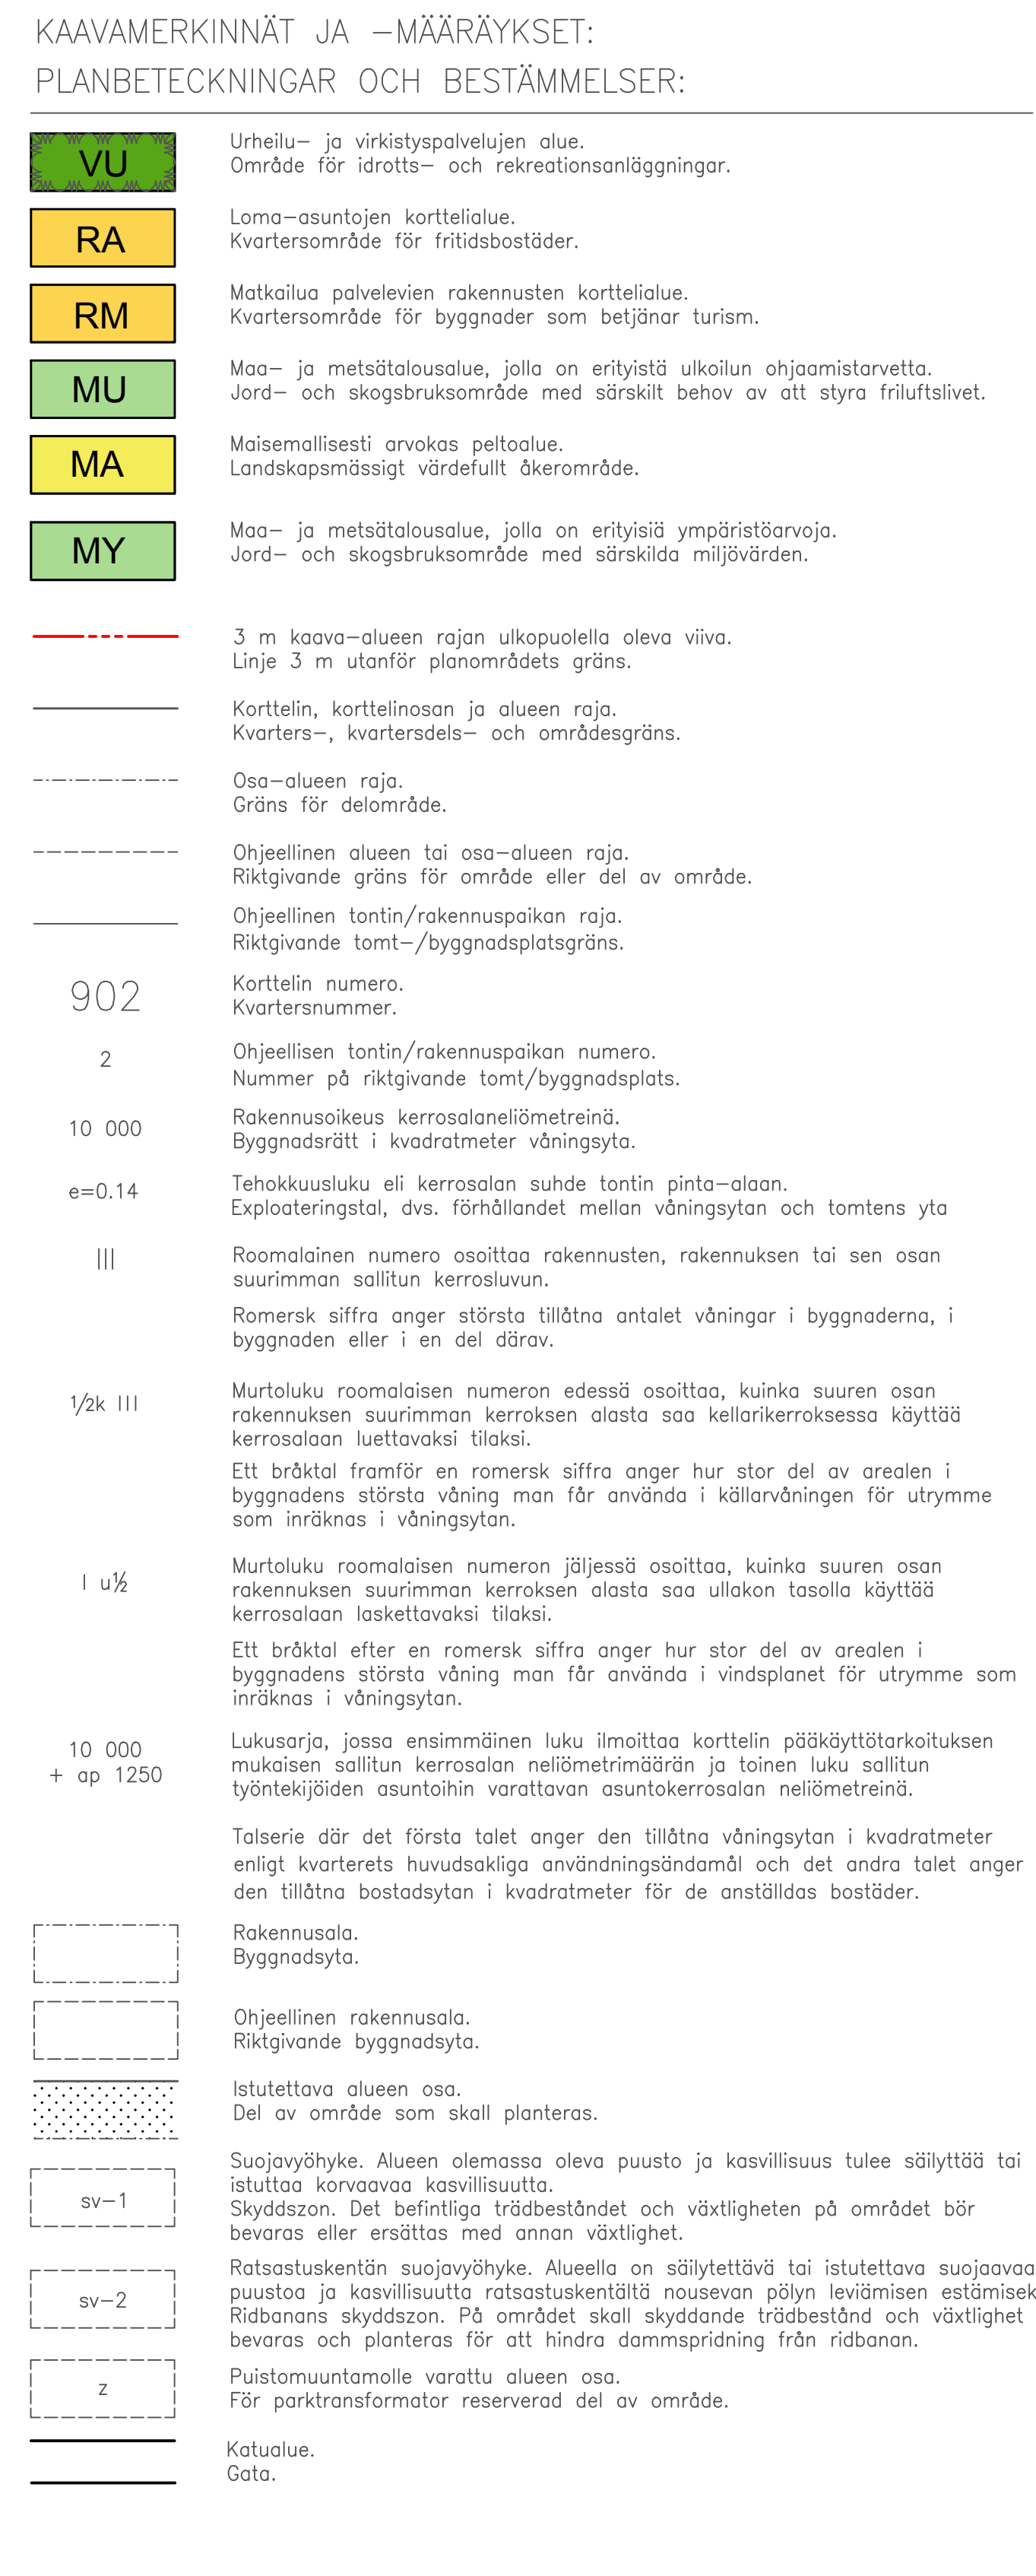 KAAVAMERKINNÄT JA -MÄÄRÄYKSET:
PLANBETECKNINGAR OCH BESTÄMMELSER:
VU
Urheilu- ja virkistyspalvelujen alue.
Område för idrotts- och rekreationsanläggningar.
RA
Loma-asuntojen korttelialue.
Kvartersområde för fritidsbostäder.
RM
Matkailua palvelevien rakennusten korttelialue.
Kvartersområde för byggnader som betjänar turism.
MU
Maa- ja metsätalousalue, jolla on erityistä ulkoilun ohjaamistarvetta.
Jord- och skogsbruksområde med särskilt behov av att styra friluftslivet.
MA
Maisemallisesti arvokas peltoalue.
Landskapsmässigt värdefullt åkerområde.
MY
Maa- ja metsätalousalue, jolla on erityisiä ympäristöarvoja.
Jord- och skogsbruksområde med särskilda miljövärden.
3 m kaava-alueen rajan ulkopuolella oleva viiva.
Linje 3 m utanför planområdets gräns.
Korttelin, korttelinosan ja alueen raja.
Kvarters-, kvartersdels- och områdesgräns.
Osa-alueen raja.
Gräns för delområde.
Ohjeellinen alueen tai osa-alueen raja.
Riktgivande gräns för område eller del av område.
Ohjeellinen tontin/rakennuspaikan raja.
Riktgivande tomt-/byggnadsplatsgräns.
902
Korttelin numero.
Kvartersnummer.
2
Ohjeellisen tontin/rakennuspaikan numero.
Nummer på riktgivande tomt/byggnadsplats.
10 000
Rakennusoikeus kerrosalaneliömetreinä.
Byggnadsrätt i kvadratmeter våningsyta.
e=0.14
Tehokkuusluku eli kerrosalan suhde tontin pinta-alaan.
Exploateringstal, dvs. förhållandet mellan våningsytan och tomtens yta
III
Roomalainen numero osoittaa rakennusten, rakennuksen tai sen osan
suurimman sallitun kerrosluvun.
Romersk siffra anger största tillåtna antalet våningar i byggnaderna, i
byggnaden eller i en del därav.
1/2k III
Murtoluku roomalaisen numeron edessä osoittaa, kuinka suuren osan
rakennuksen suurimman kerroksen alasta saa kellarikerroksessa käyttää
kerrosalaan luettavaksi tilaksi.
Ett bråktal framför en romersk siffra anger hur stor del av arealen i
byggnadens största våning man får använda i källarvåningen för utrymme
som inräknas i våningsytan.
I u½
Murtoluku roomalaisen numeron jäljessä osoittaa, kuinka suuren osan
rakennuksen suurimman kerroksen alasta saa ullakon tasolla käyttää
kerrosalaan laskettavaksi tilaksi.
Ett bråktal efter en romersk siffra anger hur stor del av arealen i
byggnadens största våning man får använda i vindsplanet för utrymme som
inräknas i våningsytan.
10 000
+ ap 1250
Lukusarja, jossa ensimmäinen luku ilmoittaa korttelin pääkäyttötarkoituksen
mukaisen sallitun kerrosalan neliömetrimäärän ja toinen luku sallitun
työntekijöiden asuntoihin varattavan asuntokerrosalan neliömetreinä.
Talserie där det första talet anger den tillåtna våningsytan i kvadratmeter
enligt kvarterets huvudsakliga användningsändamål och det andra talet anger
den tillåtna bostadsytan i kvadratmeter för de anställdas bostäder.
Rakennusala.
Byggnadsyta.
Ohjeellinen rakennusala.
Riktgivande byggnadsyta.
Istutettava alueen osa.
Del av område som skall planteras.
sv-1
Suojavyöhyke. Alueen olemassa oleva puusto ja kasvillisuus tulee säilyttää tai
istuttaa korvaavaa kasvillisuutta.
Skyddszon. Det befintliga trädbeståndet och växtligheten på området bör
bevaras eller ersättas med annan växtlighet.
sv-2
Ratsastuskentän suojavyöhyke. Alueella on säilytettävä tai istutettava suojaavaa
puustoa ja kasvillisuutta ratsastuskentältä nousevan pölyn leviämisen estämisek
Ridbanans skyddszon. På området skall skyddande trädbestånd och växtlighet
bevaras och planteras för att hindra dammspridning från ridbanan.
z
Puistomuuntamolle varattu alueen osa.
För parktransformator reserverad del av område.
Katualue.
Gata.